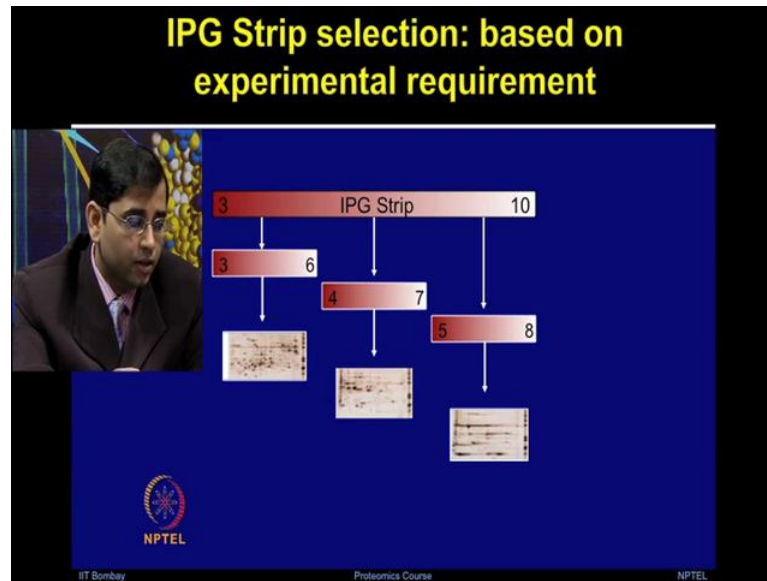 IPG Strip selection: based on
experimental requirement
3 IPG Strip 10
3 6
4 7
5 8
NPTEL
IIT Bombay Proteomics Course NPTEL